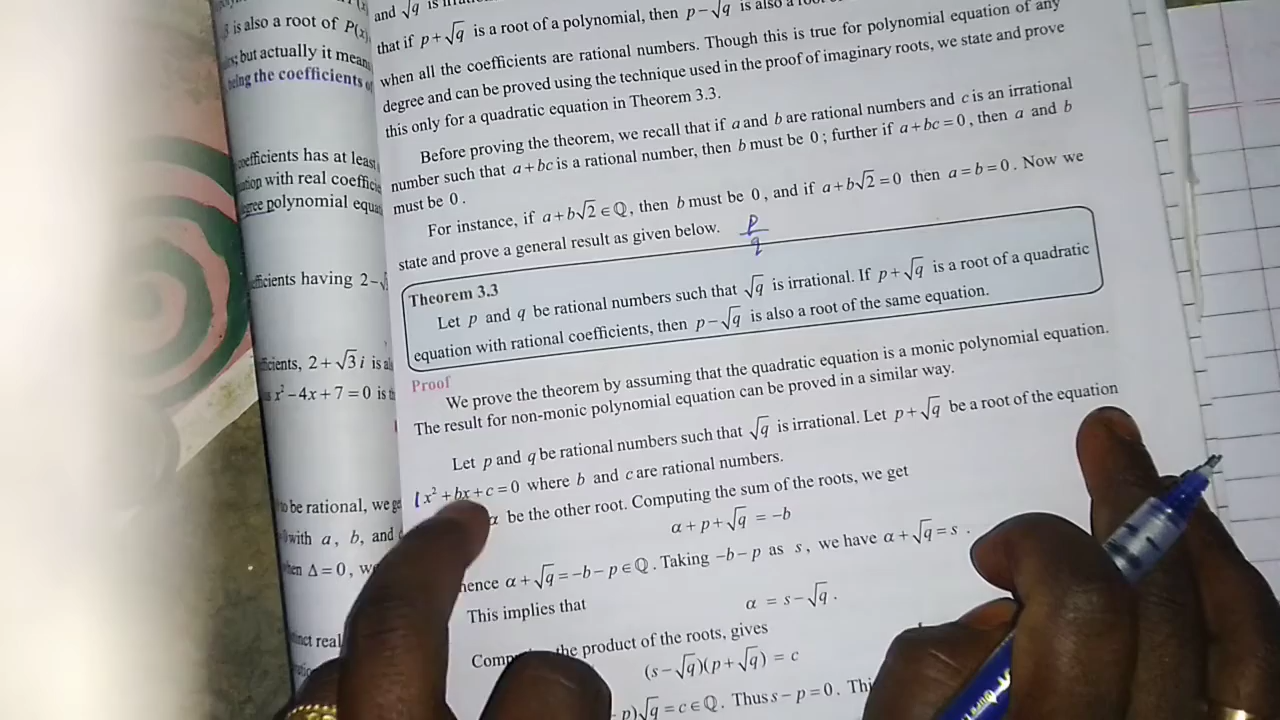 β is also a root of P(x)
but actually it mean
being the coefficients
coefficients has at least
with real coeffici
degree polynomial equa
having 2−√
2+√3 i is al
x²−4x+7=0 is
to be rational, we ge
with a, b, and
Δ=0, w
real
and √q is
that if p+√q is a root of a polynomial, then p−√q is also a
when all the coefficients are rational numbers. Though this is true for polynomial equation of any
degree and can be proved using the technique used in the proof of imaginary roots, we state and prove
this only for a quadratic equation in Theorem 3.3.
Before proving the theorem, we recall that if a and b are rational numbers and c is an irrational
number such that a+bc is a rational number, then b must be 0; further if a+bc=0, then a and b
must be 0.
For instance, if a+b√2∈ℚ, then b must be 0, and if a+b√2=0 then a=b=0. Now we
state and prove a general result as given below.
p
q
Theorem 3.3
Let p and q be rational numbers such that √q is irrational. If p+√q is a root of a quadratic
equation with rational coefficients, then p−√q is also a root of the same equation.
Proof
We prove the theorem by assuming that the quadratic equation is a monic polynomial equation.
The result for non-monic polynomial equation can be proved in a similar way.
Let p and q be rational numbers such that √q is irrational. Let p+√q be a root of the equation
1 x²+bx+c=0 where b and c are rational numbers.
α be the other root. Computing the sum of the roots, we get
α+p+√q = −b
hence α+√q=−b−p∈ℚ. Taking −b−p as s, we have α+√q=s.
This implies that
α = s−√q.
the product of the roots, gives
(s−√q)(p+√q) = c
p)√q=c∈ℚ. Thus s−p=0.